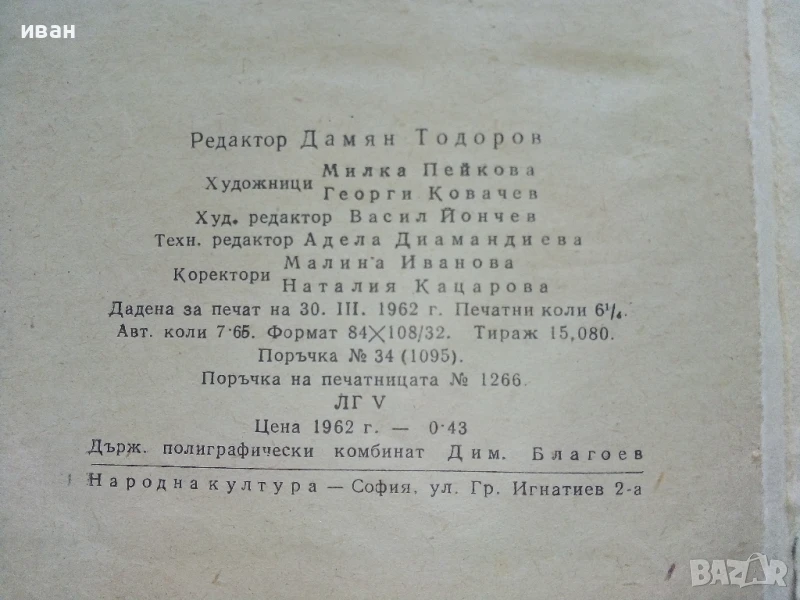 иван
Редактор Дамян Тодоров
Художници Милка Пейкова
Георги Ковачев
Худ. редактор Васил Йончев
Техн. редактор Адела Диамандиева
Коректори Малина Иванова
Наталия Кацарова
Дадена за печат на 30. III. 1962 г. Печатни коли 6¼.
Авт. коли 7·65. Формат 84×108/32. Тираж 15,080.
Поръчка № 34 (1095).
Поръчка на печатницата № 1266.
ЛГ V
Цена 1962 г. — 0·43
Държ. полиграфически комбинат Дим. Благоев
Народна култура — София, ул. Гр. Игнатиев 2-а
BAZAR